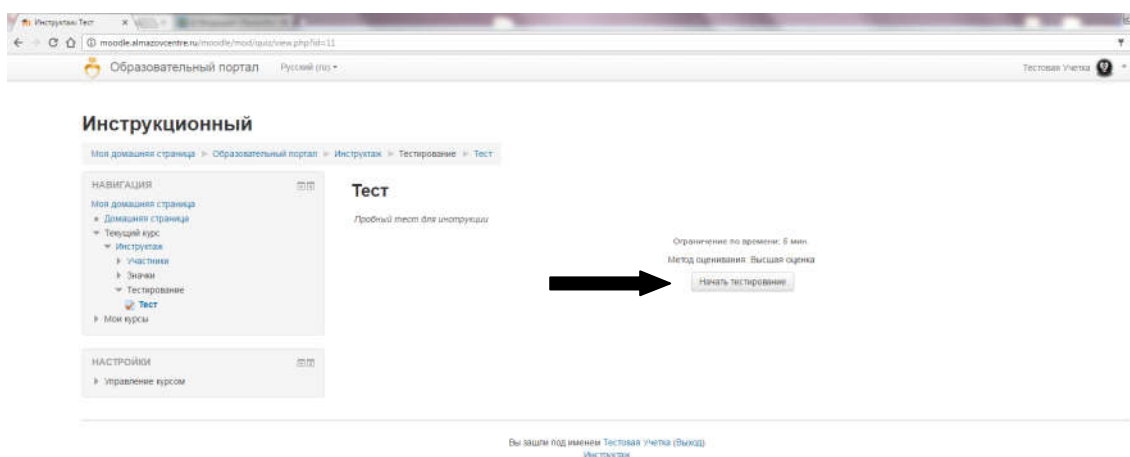 Инструктаж: Тест
moodle.almazovcentre.ru/moodle/mod/quiz/view.php?id=11
Образовательный портал Русский (ru)
Тестовая Учетка
Инструкционный
Моя домашняя страница Образовательный портал Инструктаж Тестирование Тест
НАВИГАЦИЯ
Моя домашняя страница
Домашняя страница
Текущий курс
Инструктаж
Участники
Значки
Тестирование
Тест
Мои курсы
НАСТРОЙКИ
Управление курсом
Тест
Пробный тест для инструкции
Ограничение по времени: 6 мин.
Метод оценивания: Высшая оценка
Начать тестирование
Вы зашли под именем Тестовая Учетка (Выход)
Инструктаж